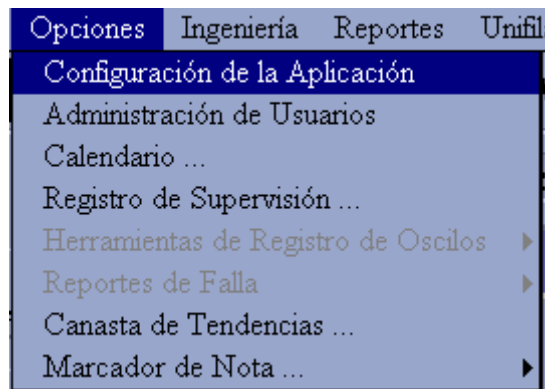 Opciones Ingeniería Reportes Unifil
Configuración de la Aplicación
Administración de Usuarios
Calendario ...
Registro de Supervisión ...
Herramientas de Registro de Oscilos
Reportes de Falla
Canasta de Tendencias ...
Marcador de Nota ...